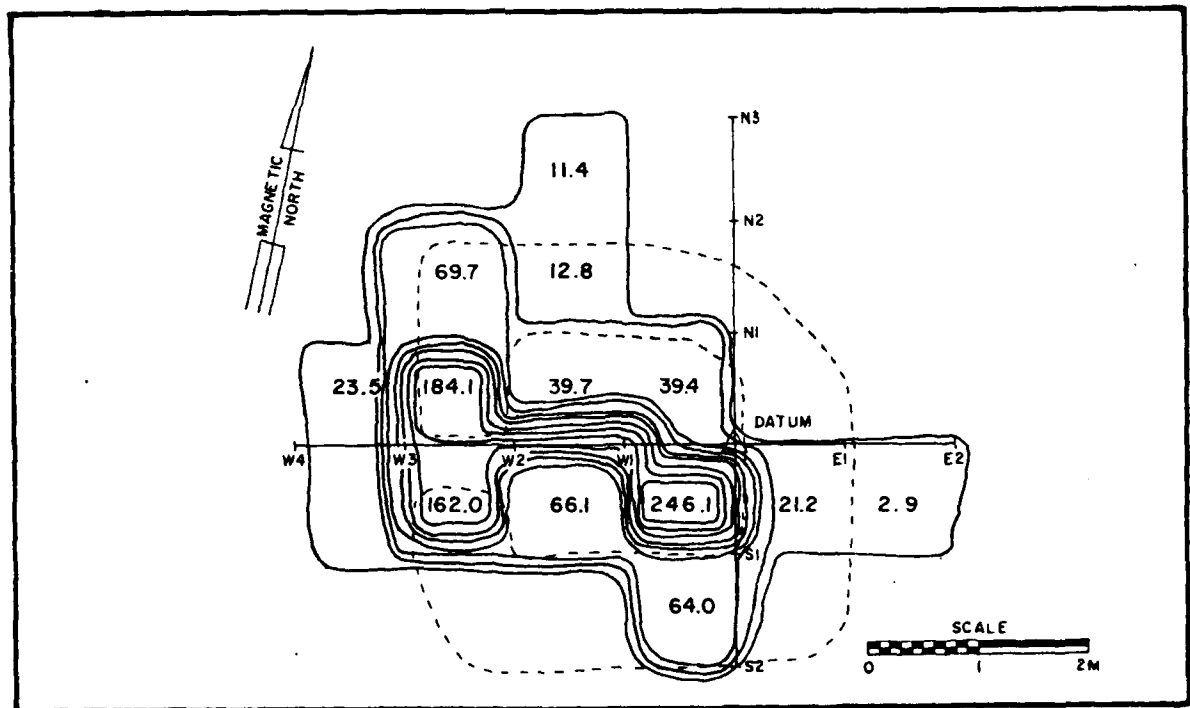 N3
11.4
MAGNETIC
NORTH
N2
69.7
12.8
N1
23.5
184.1
39.7
39.4
DATUM
W4
W3
W2
W1
E1
E2
162.0
66.1
246.1
21.2
2.9
S1
64.0
SCALE
S2
0
1
2M